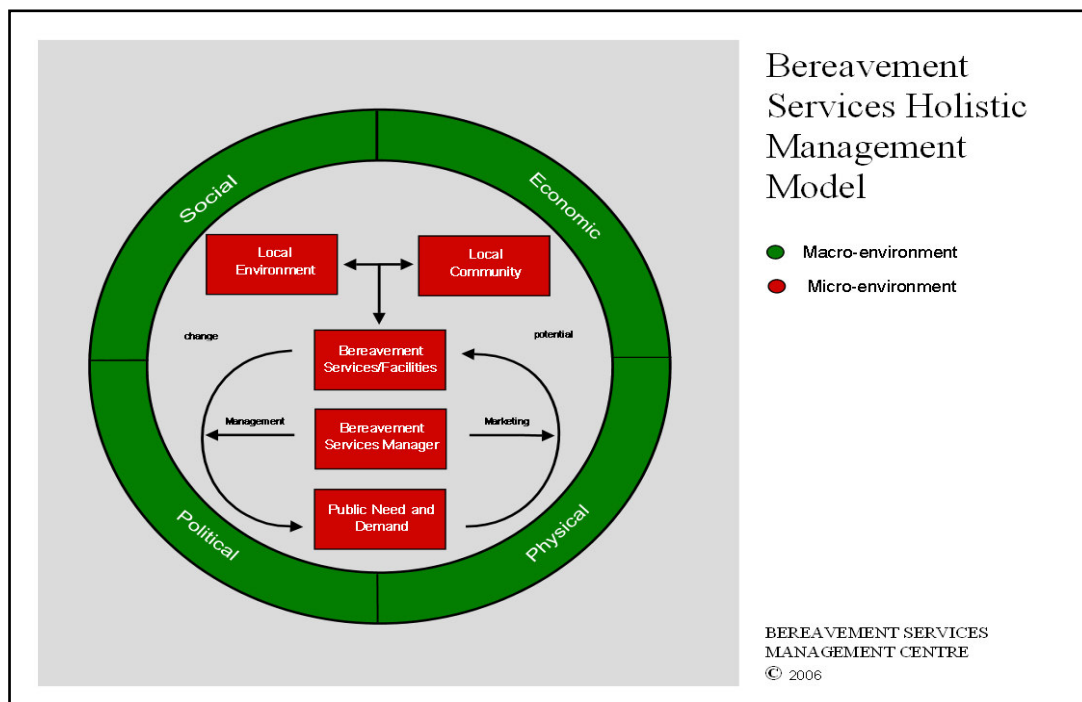 Bereavement
Services Holistic
Management
Model
Macro-environment
Micro-environment
Social
Economic
Local
Environment
Local
Community
change
potential
Bereavement
Services/Facilities
Management
Bereavement
Services Manager
Marketing
Public Need and
Demand
Political
Physical
BEREAVEMENT SERVICES
MANAGEMENT CENTRE
© 2006